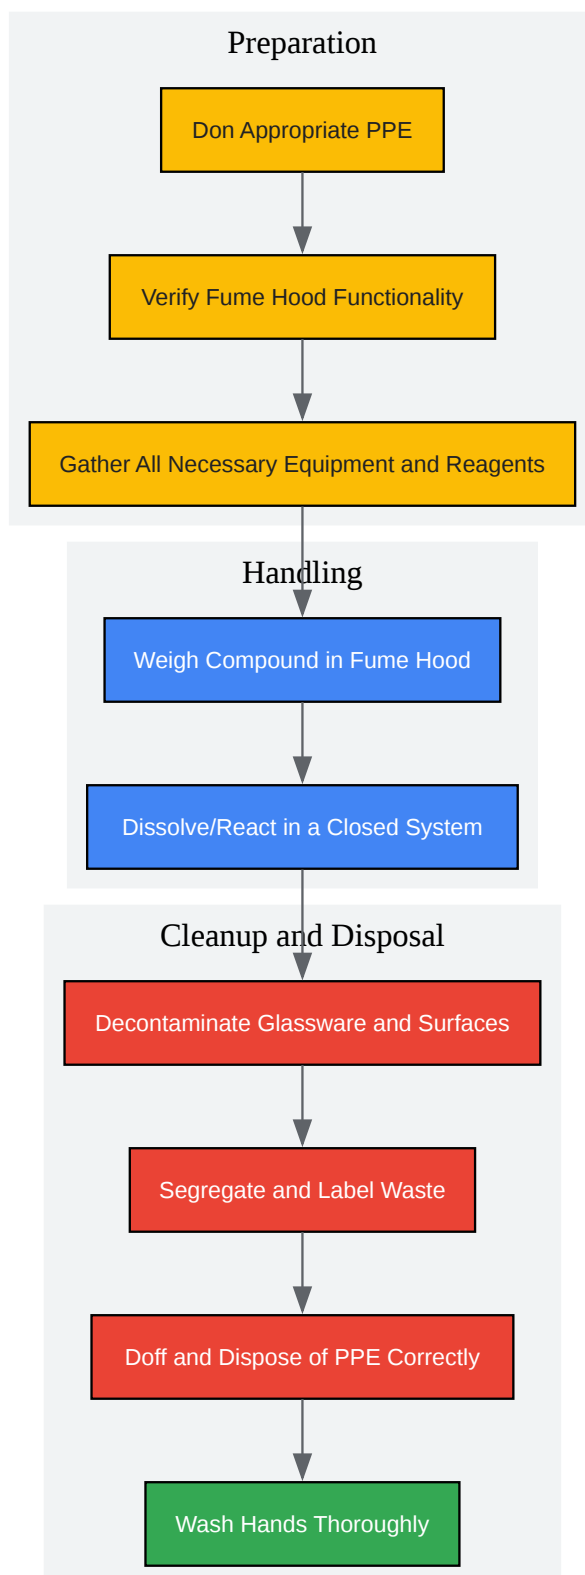 Preparation
Don Appropriate PPE
Verify Fume Hood Functionality
Gather All Necessary Equipment and Reagents
Handling
Weigh Compound in Fume Hood
Dissolve/React in a Closed System
Cleanup and Disposal
Decontaminate Glassware and Surfaces
Segregate and Label Waste
Doff and Dispose of PPE Correctly
Wash Hands Thoroughly